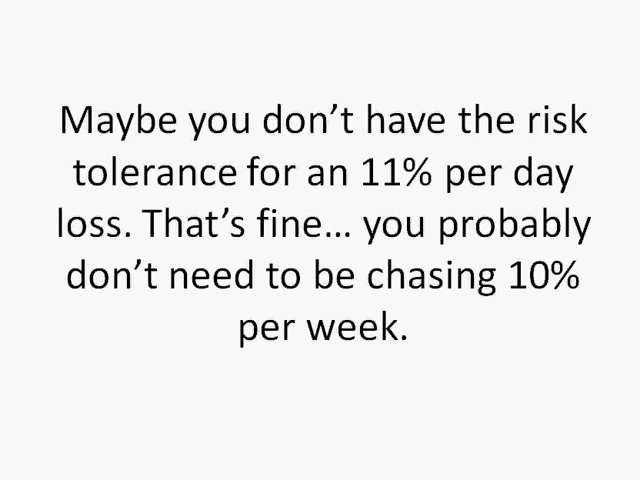 Maybe you don’t have the risk
tolerance for an 11% per day
loss. That’s fine… you probably
don’t need to be chasing 10%
per week.